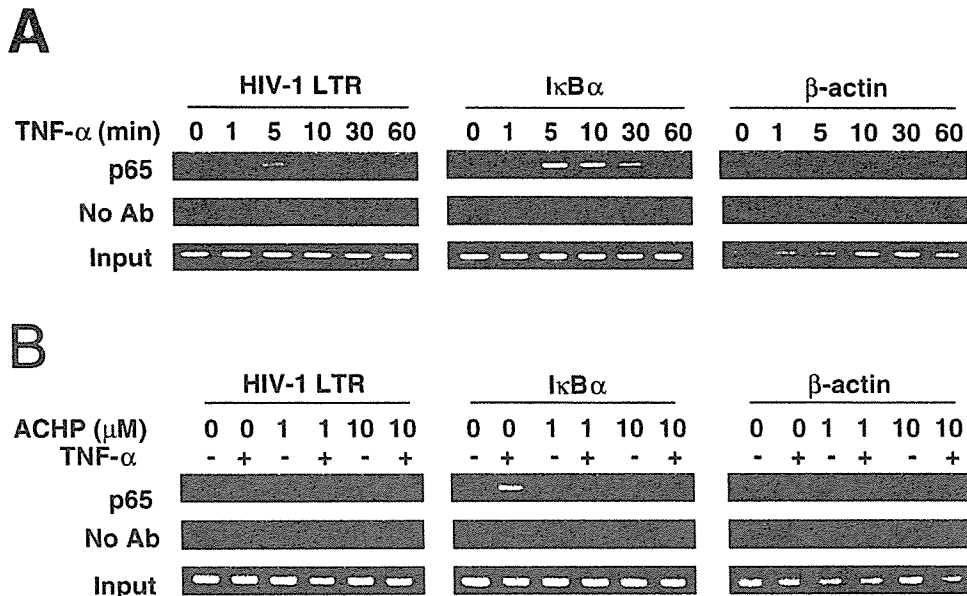 A
HIV-1 LTR IκBα β-actin
TNF-α (min) 0 1 5 10 30 60 0 1 5 10 30 60 0 1 5 10 30 60
p65
No Ab
Input
B
HIV-1 LTR IκBα β-actin
ACHP (μM) 0 0 1 1 10 10 0 0 1 1 10 10 0 0 1 1 10 10
TNF-α - + - + - + - + - + - + - + - + - +
p65
No Ab
Input